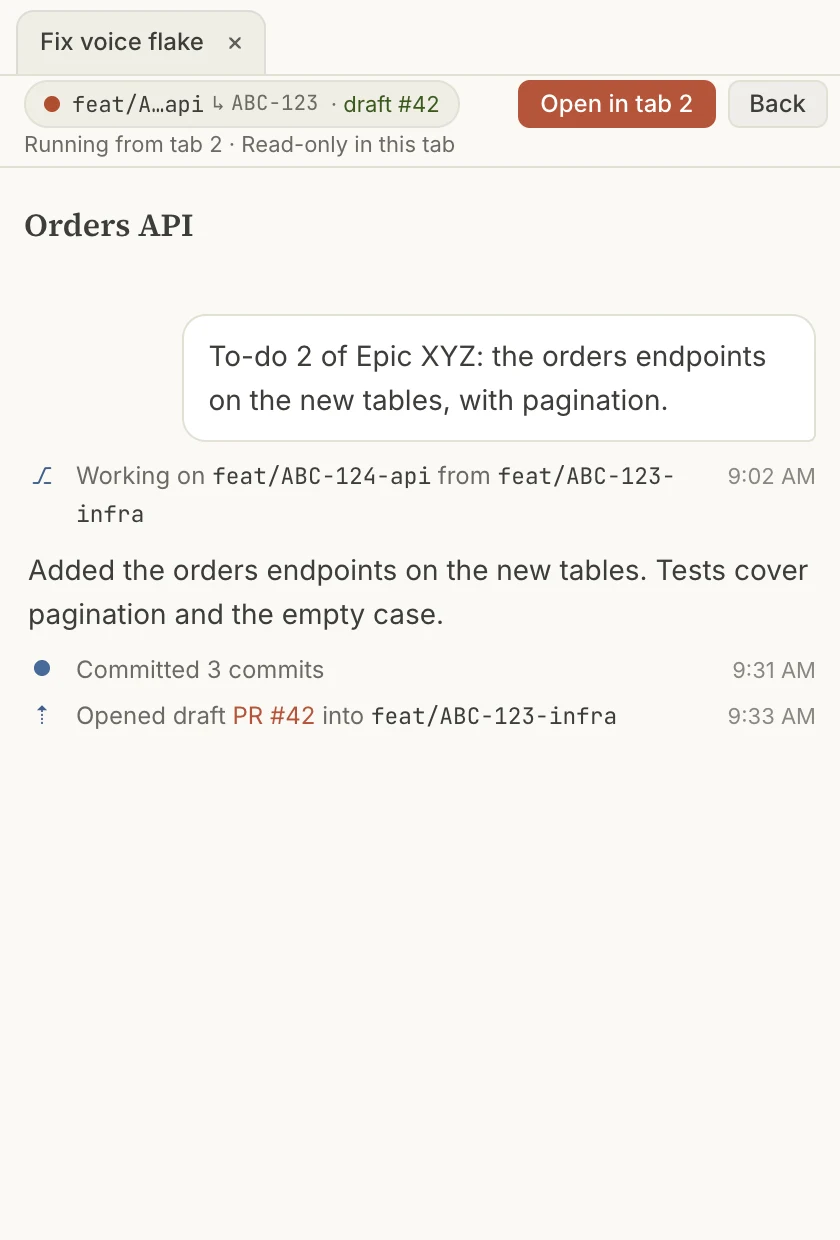 Fix voice flake ×
feat/A…api ↳ ABC-123 · draft #42
Open in tab 2
Back
Running from tab 2 · Read-only in this tab
Orders API
To-do 2 of Epic XYZ: the orders endpoints
on the new tables, with pagination.
Working on feat/ABC-124-api from feat/ABC-123-
infra
9:02 AM
Added the orders endpoints on the new tables. Tests cover
pagination and the empty case.
Committed 3 commits
9:31 AM
Opened draft PR #42 into feat/ABC-123-infra
9:33 AM